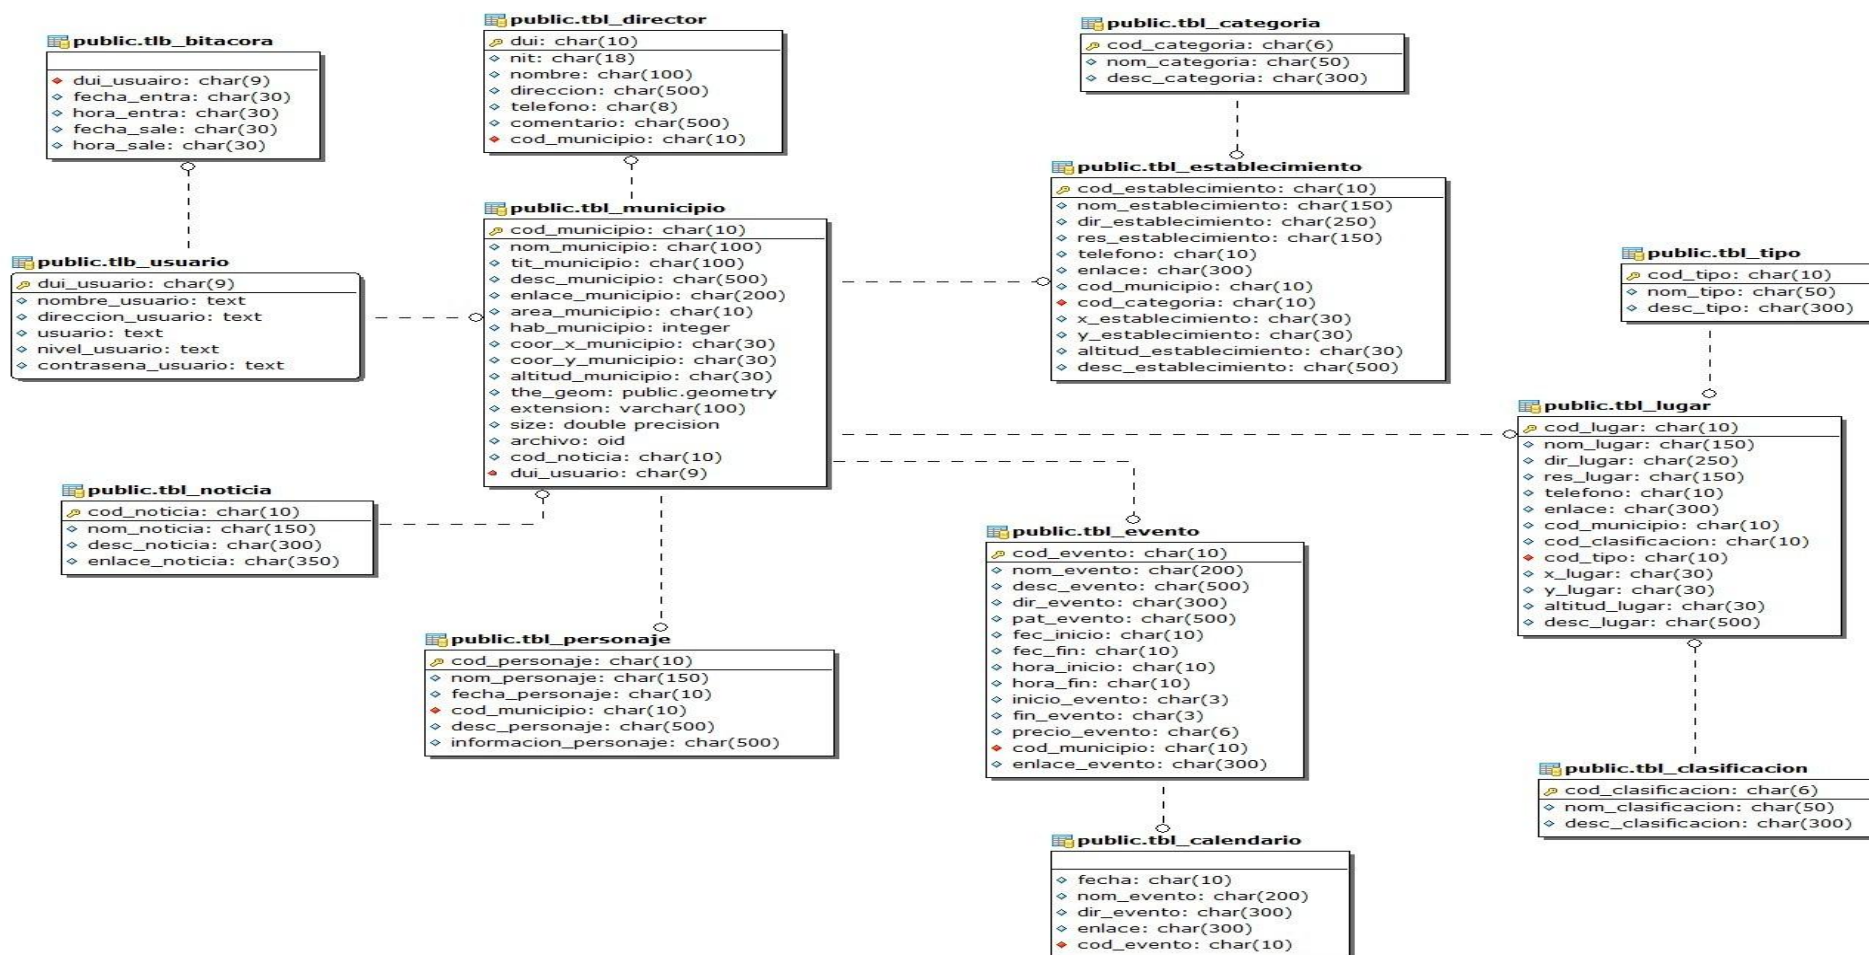 public.tlb_bitacora
dui_usuairo: char(9)
fecha_entra: char(30)
hora_entra: char(30)
fecha_sale: char(30)
hora_sale: char(30)
public.tbl_director
dui: char(10)
nit: char(18)
nombre: char(100)
direccion: char(500)
telefono: char(8)
comentario: char(500)
cod_municipio: char(10)
public.tbl_categoria
cod_categoria: char(6)
nom_categoria: char(50)
desc_categoria: char(300)
public.tlb_usuario
dui_usuario: char(9)
nombre_usuario: text
direccion_usuario: text
usuario: text
nivel_usuario: text
contrasena_usuario: text
public.tbl_municipio
cod_municipio: char(10)
nom_municipio: char(100)
tit_municipio: char(100)
desc_municipio: char(500)
enlace_municipio: char(200)
area_municipio: char(10)
hab_municipio: integer
coor_x_municipio: char(30)
coor_y_municipio: char(30)
altitud_municipio: char(30)
the_geom: public.geometry
extension: varchar(100)
size: double precision
archivo: oid
cod_noticia: char(10)
dui_usuario: char(9)
public.tbl_establecimiento
cod_establecimiento: char(10)
nom_establecimiento: char(150)
dir_establecimiento: char(250)
res_establecimiento: char(150)
telefono: char(10)
enlace: char(300)
cod_municipio: char(10)
cod_categoria: char(10)
x_establecimiento: char(30)
y_establecimiento: char(30)
altitud_establecimiento: char(30)
desc_establecimiento: char(500)
public.tbl_tipo
cod_tipo: char(10)
nom_tipo: char(50)
desc_tipo: char(300)
public.tbl_lugar
cod_lugar: char(10)
nom_lugar: char(150)
dir_lugar: char(250)
res_lugar: char(150)
telefono: char(10)
enlace: char(300)
cod_municipio: char(10)
cod_Clasificacion: char(10)
cod_tipo: char(10)
x_lugar: char(30)
y_lugar: char(30)
altitud_lugar: char(30)
desc_lugar: char(500)
public.tbl_noticia
cod_noticia: char(10)
nom_noticia: char(150)
desc_noticia: char(300)
enlace_noticia: char(350)
public.tbl_personaje
cod_personaje: char(10)
nom_personaje: char(150)
fecha_personaje: char(10)
cod_municipio: char(10)
desc_personaje: char(500)
informacion_personaje: char(500)
public.tbl_evento
cod_evento: char(10)
nom_evento: char(200)
desc_evento: char(500)
dir_evento: char(300)
pat_evento: char(500)
fec_inicio: char(10)
fec_fin: char(10)
hora_inicio: char(10)
hora_fin: char(10)
inicio_evento: char(3)
fin_evento: char(3)
precio_evento: char(6)
cod_municipio: char(10)
enlace_evento: char(300)
public.tbl_clasificacion
cod_clasificacion: char(6)
nom_clasificacion: char(50)
desc_clasificacion: char(300)
public.tbl_calendario
fecha: char(10)
nom_evento: char(200)
dir_evento: char(300)
enlace: char(300)
cod_evento: char(10)